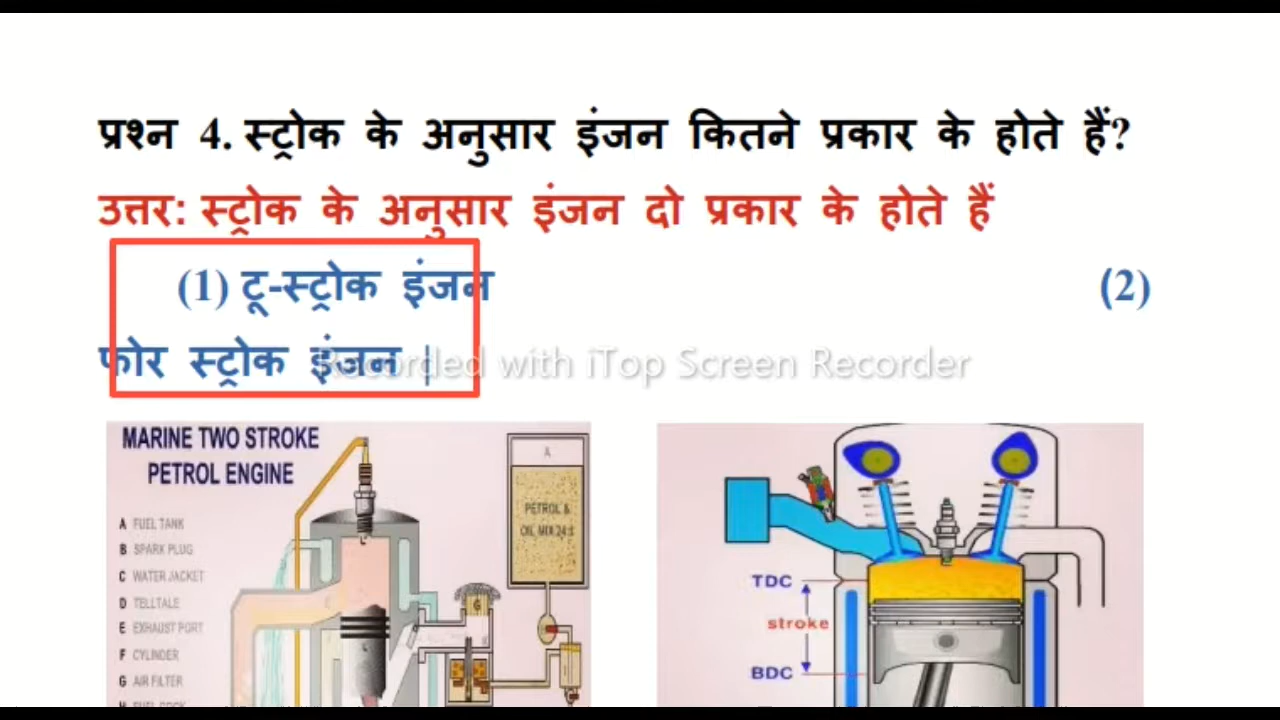 प्रश्न 4. स्ट्रोक के अनुसार इंजन कितने प्रकार के होते हैं?
उत्तर: स्ट्रोक के अनुसार इंजन दो प्रकार के होते हैं
(1) टू-स्ट्रोक इंजन (2)
फोर स्ट्रोक इंजन |
Recorded with iTop Screen Recorder
MARINE TWO STROKE
PETROL ENGINE
A FUEL TANK
B SPARK PLUG
C WATER JACKET
D TELLTALE
E EXHAUST PORT
F CYLINDER
G AIR FILTER
A
PETROL &
OIL MIX 24:1
G
TDC
stroke
BDC